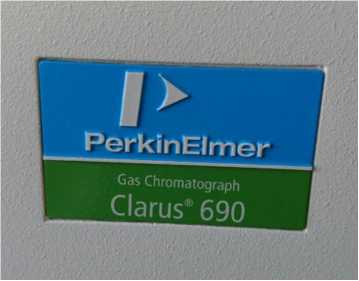 PerkinElmer
Gas Chromatograph
Clarus® 690